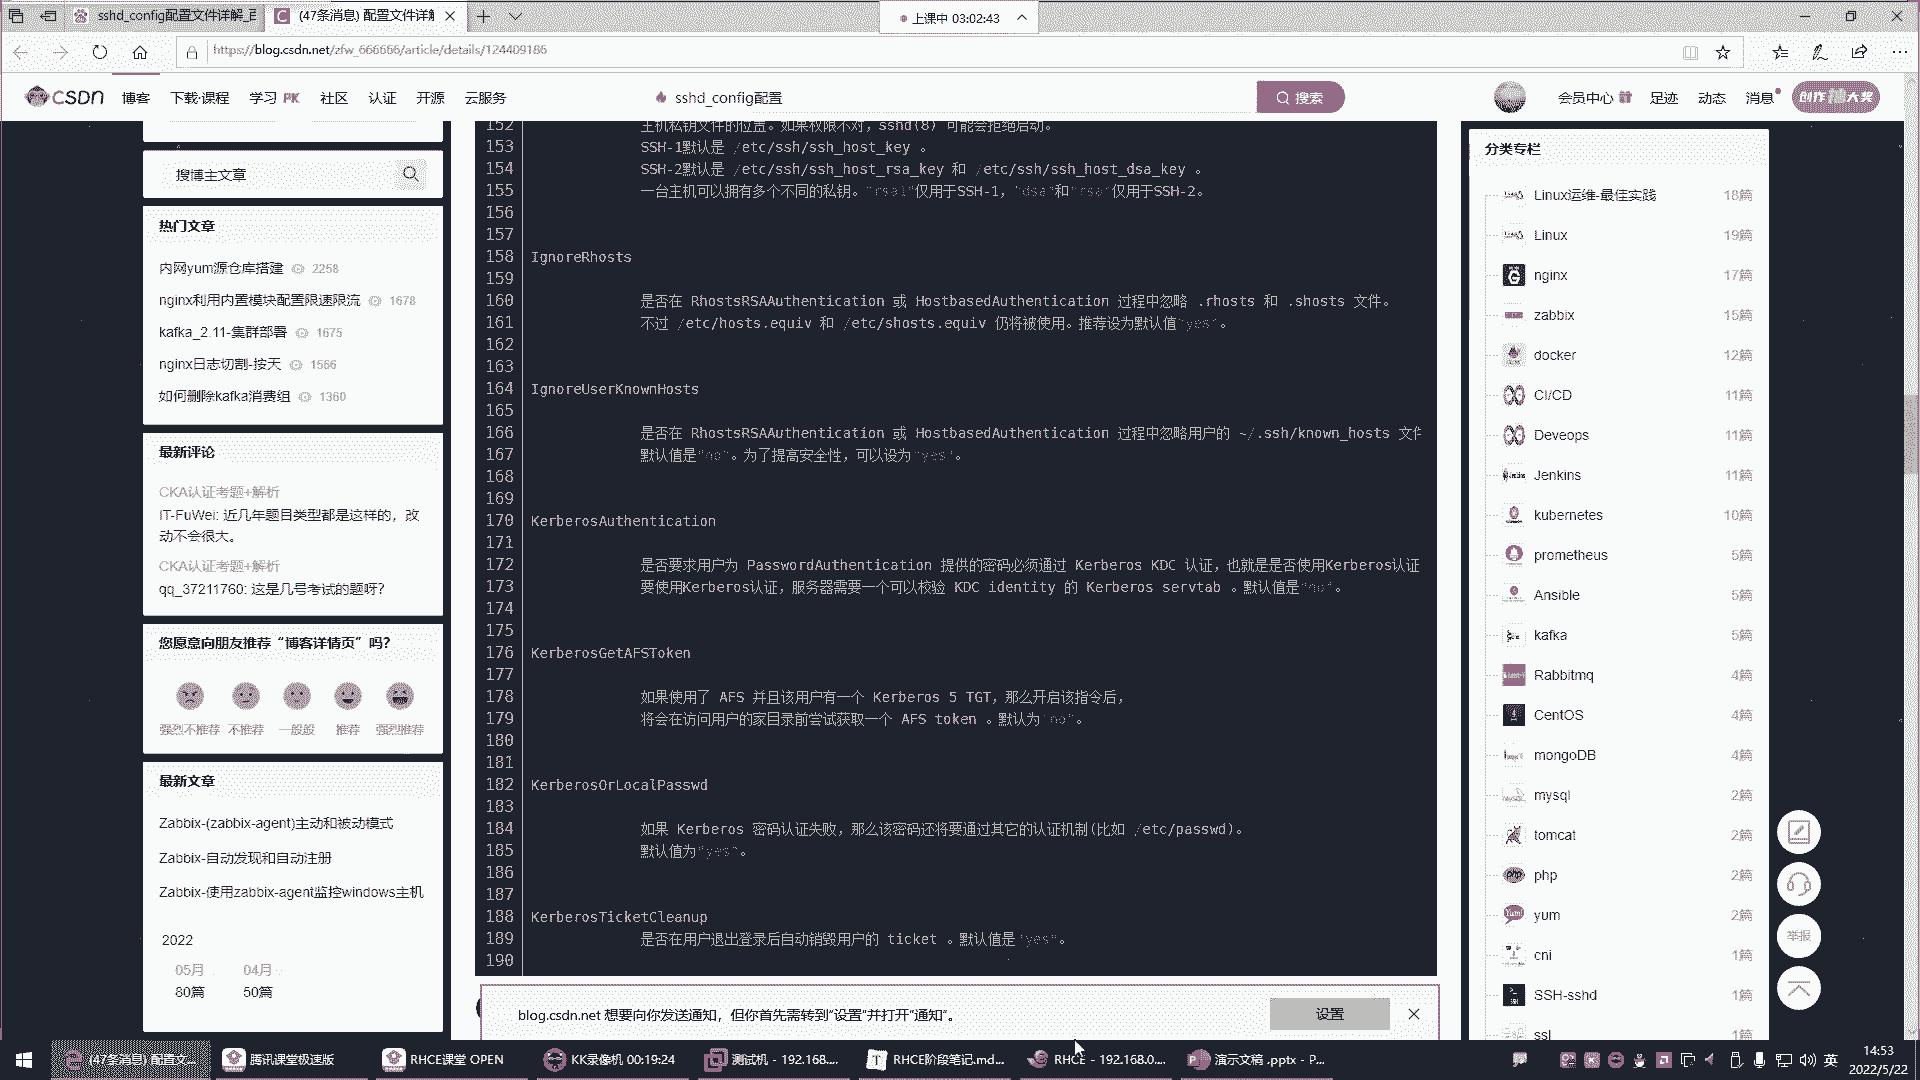 sshd_config配置文件详解_百
(47条消息) 配置文件详解
上课中 03:02:43
https://blog.csdn.net/zfw_666666/article/details/124409186
CSDN 博客 下载·课程 学习 PK 社区 认证 开源 云服务
sshd_config配置
搜索
会员中心 足迹 动态 消息
搜博主文章
热门文章
内网yum源仓库搭建 2258
nginx利用内置模块配置限速限流 1678
kafka_2.11-集群部署 1675
nginx日志切割-按天 1566
如何删除kafka消费组 1360
最新评论
CKA认证考题+解析
IT-FuWei: 近几年题目类型都是这样的，改
动不会很大。
CKA认证考题+解析
qq_37211760: 这是几号考试的题呀?
您愿意向朋友推荐“博客详情页”吗?
强烈不推荐 不推荐 一般般 推荐 强烈推荐
最新文章
Zabbix-(zabbix-agent)主动和被动模式
Zabbix-自动发现和自动注册
Zabbix-使用zabbix-agent监控windows主机
2022
05月 04月
80篇 50篇
152 主机私钥文件的位置。如果权限不对，sshd(8) 可能会拒绝启动。
153 SSH-1默认是 /etc/ssh/ssh_host_key 。
154 SSH-2默认是 /etc/ssh/ssh_host_rsa_key 和 /etc/ssh/ssh_host_dsa_key 。
155 一台主机可以拥有多个不同的私钥。"rsa1"仅用于SSH-1，"dsa"和"rsa"仅用于SSH-2。
156
157
158 IgnoreRhosts
159
160 是否在 RhostsRSAAuthentication 或 HostbasedAuthentication 过程中忽略 .rhosts 和 .shosts 文件。
161 不过 /etc/hosts.equiv 和 /etc/shosts.equiv 仍将被使用。推荐设为默认值"yes"。
162
163
164 IgnoreUserKnownHosts
165
166 是否在 RhostsRSAAuthentication 或 HostbasedAuthentication 过程中忽略用户的 ~/.ssh/known_hosts 文件
167 默认值是"no"。为了提高安全性，可以设为"yes"。
168
169
170 KerberosAuthentication
171
172 是否要求用户为 PasswordAuthentication 提供的密码必须通过 Kerberos KDC 认证，也就是是否使用Kerberos认证
173 要使用Kerberos认证，服务器需要一个可以校验 KDC identity 的 Kerberos servtab 。默认值是"no"。
174
175
176 KerberosGetAFSToken
177
178 如果使用了 AFS 并且该用户有一个 Kerberos 5 TGT，那么开启该指令后，
179 将会在访问用户的家目录前尝试获取一个 AFS token 。默认为"no"。
180
181
182 KerberosOrLocalPasswd
183
184 如果 Kerberos 密码认证失败，那么该密码还将要通过其它的认证机制(比如 /etc/passwd)。
185 默认值为"yes"。
186
187
188 KerberosTicketCleanup
189 是否在用户退出登录后自动销毁用户的 ticket 。默认值是"yes"。
190
blog.csdn.net 想要向你发送通知，但你首先需转到“设置”并打开“通知”。
设置
分类专栏
Linux运维-最佳实践 18篇
Linux 19篇
nginx 17篇
zabbix 15篇
docker 12篇
CI/CD 11篇
Deveops 11篇
Jenkins 11篇
kubernetes 10篇
prometheus 5篇
Ansible 5篇
kafka 5篇
Rabbitmq 4篇
CentOS 4篇
mongoDB 4篇
mysql 2篇
tomcat 2篇
php 2篇
yum 2篇
cni 1篇
SSH-sshd 1篇
ssl 1篇
举报
(47条消息) 配置文...
腾讯课堂极速版
RHCE课堂 OPEN
KK录像机 00:19:24
测试机 - 192.168....
RHCE阶段笔记.md...
RHCE - 192.168.0....
演示文稿 .pptx - P...
英
14:53
2022/5/22